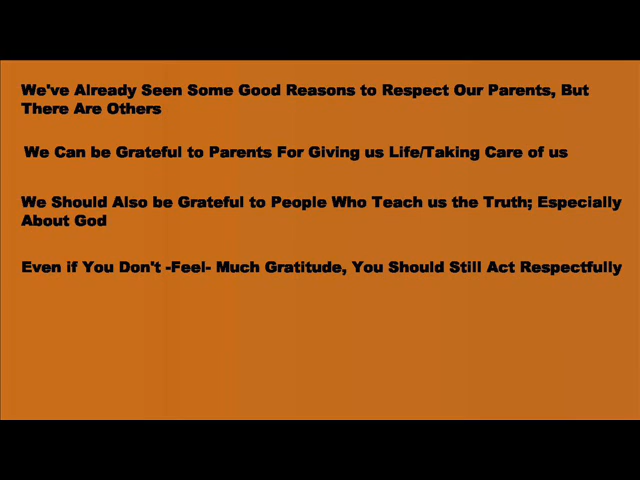 We've Already Seen Some Good Reasons to Respect Our Parents, But
There Are Others
We Can be Grateful to Parents For Giving us Life/Taking Care of us
We Should Also be Grateful to People Who Teach us the Truth; Especially
About God
Even if You Don't -Feel- Much Gratitude, You Should Still Act Respectfully